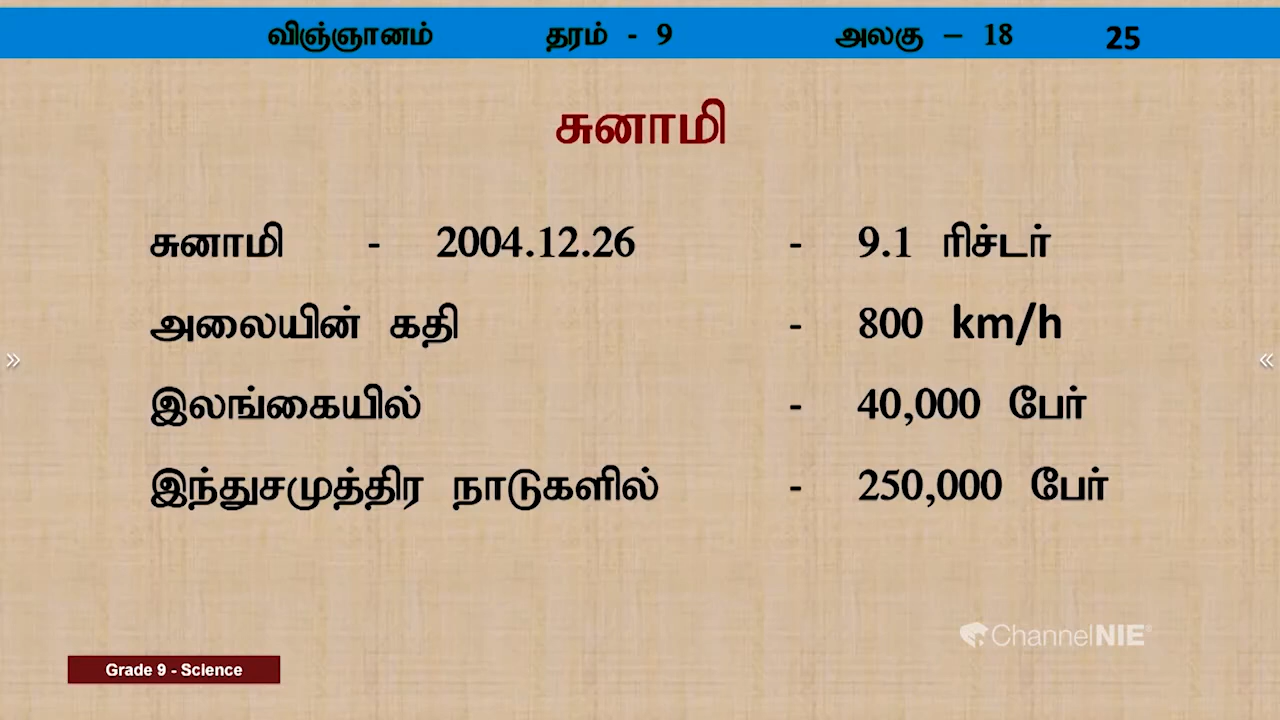 விஞ்ஞானம் தரம் - 9 அலகு – 18 25
சுனாமி
சுனாமி - 2004.12.26 - 9.1 ரிச்டர்
அலையின் கதி - 800 km/h
இலங்கையில் - 40,000 பேர்
இந்துசமுத்திர நாடுகளில் - 250,000 பேர்
ChannelNIE
Grade 9 - Science